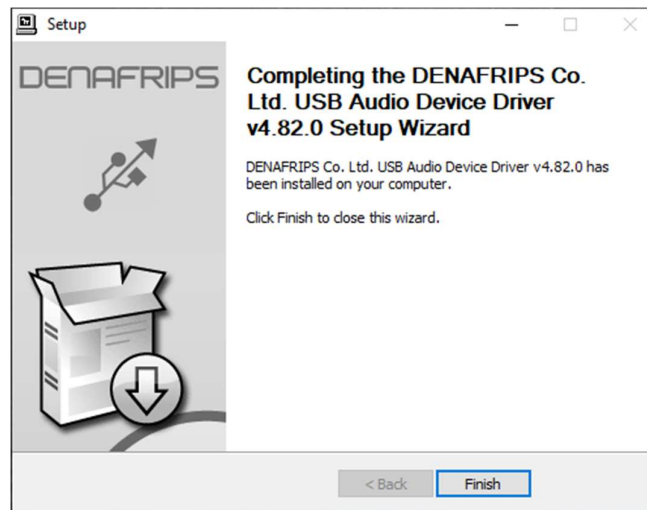 Setup
DENAFRIPS
Completing the DENAFRIPS Co.
Ltd. USB Audio Device Driver
v4.82.0 Setup Wizard
DENAFRIPS Co. Ltd. USB Audio Device Driver v4.82.0 has
been installed on your computer.
Click Finish to close this wizard.
< Back
Finish